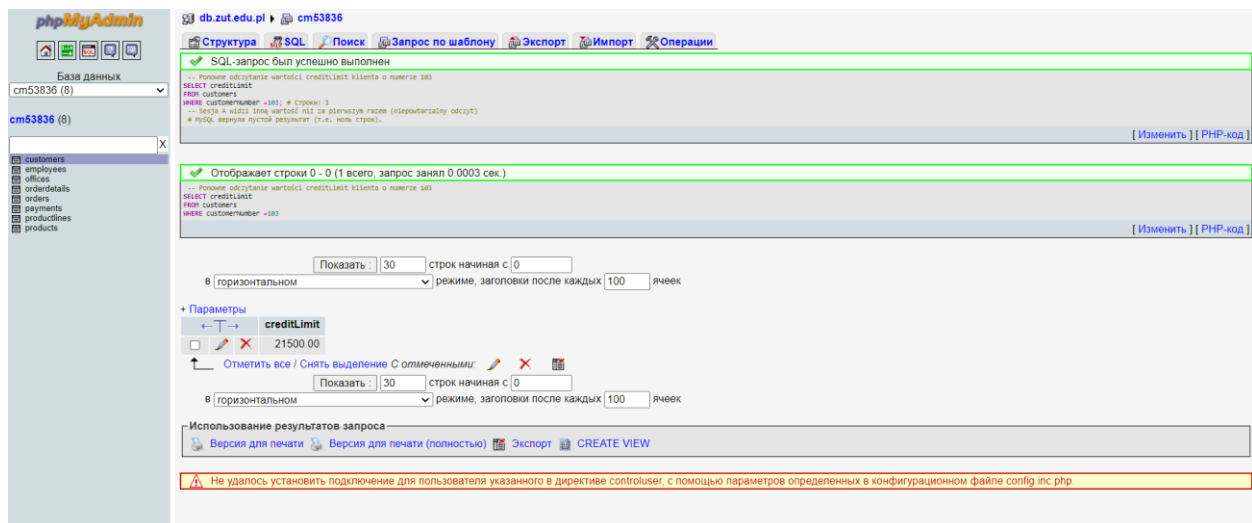 phpMyAdmin
База данных
cm53836 (8)
cm53836 (8)
X
customers
employees
offices
orderdetails
orders
payments
productlines
products
db.zut.edu.pl ▸ cm53836
Структура SQL Поиск Запрос по шаблону Экспорт Импорт Операции
SQL-запрос был успешно выполнен
-- Ponowne odczytanie wartości creditLimit klienta o numerze 103
SELECT creditLimit
FROM customers
WHERE customerNumber =103; # Строки: 1
-- Sesja A widzi inną wartość niż za pierwszym razem (niepowtarzalny odczyt)
# MySQL вернула пустой результат (т.е. ноль строк).
[ Изменить ] [ PHP-код ]
Отображает строки 0 - 0 (1 всего, запрос занял 0.0003 сек.)
-- Ponowne odczytanie wartości creditLimit klienta o numerze 103
SELECT creditLimit
FROM customers
WHERE customerNumber =103
[ Изменить ] [ PHP-код ]
Показать : 30 строк начиная с 0
в горизонтальном режиме, заголовки после каждых 100 ячеек
+ Параметры
←T→ creditLimit
21500.00
Отметить все / Снять выделение С отмеченными:
Показать : 30 строк начиная с 0
в горизонтальном режиме, заголовки после каждых 100 ячеек
Использование результатов запроса
Версия для печати Версия для печати (полностью) Экспорт CREATE VIEW
Не удалось установить подключение для пользователя указанного в директиве controluser, с помощью параметров определенных в конфигурационном файле config.inc.php.